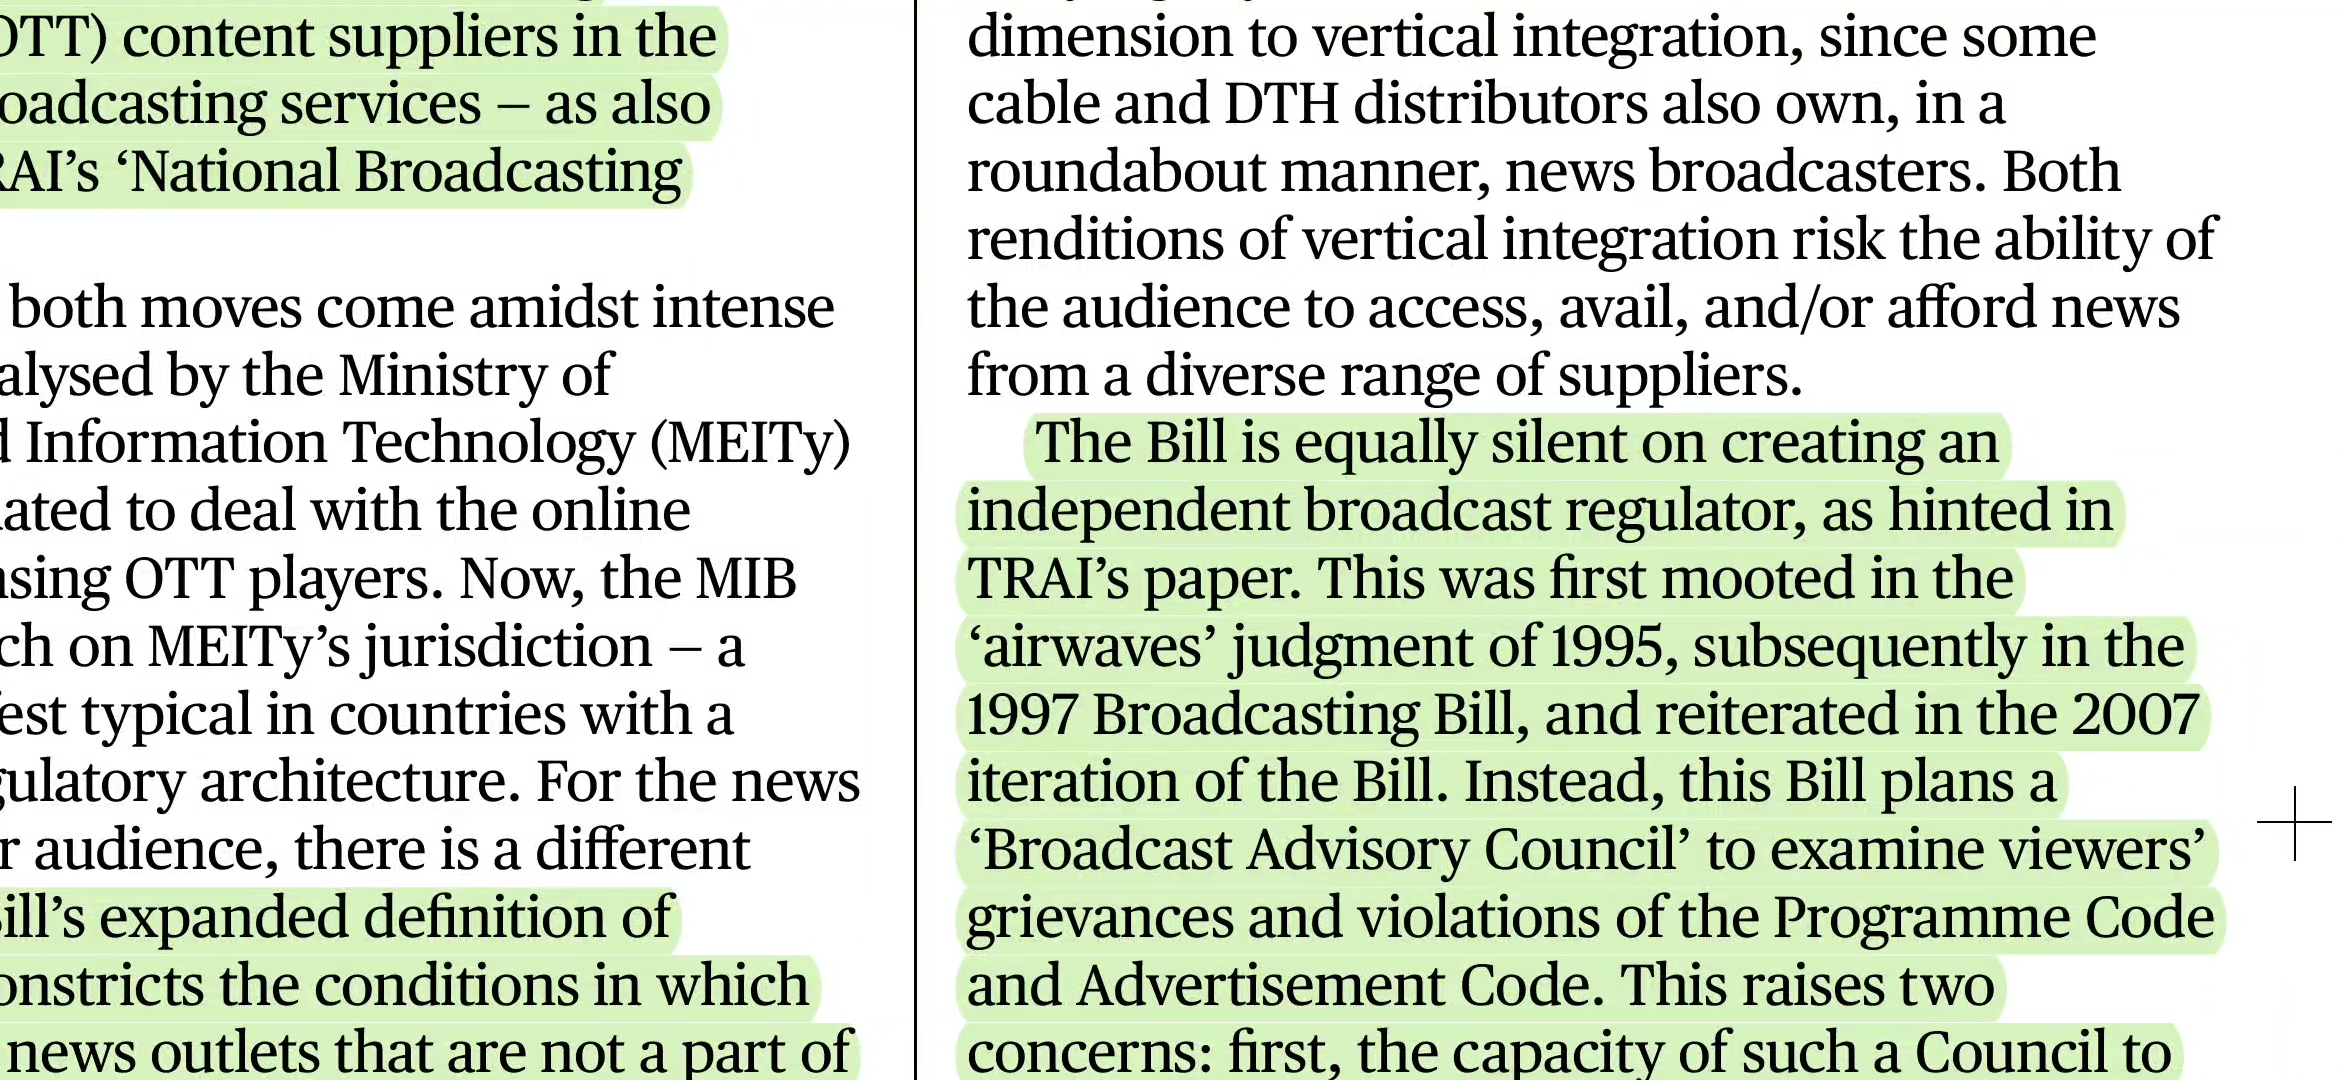 OTT) content suppliers in the
oadcasting services – as also
RAI’s ‘National Broadcasting
both moves come amidst intense
alysed by the Ministry of
d Information Technology (MEITy)
ated to deal with the online
sing OTT players. Now, the MIB
ch on MEITy’s jurisdiction – a
fest typical in countries with a
gulatory architecture. For the news
r audience, there is a different
Bill’s expanded definition of
onstricts the conditions in which
news outlets that are not a part of
dimension to vertical integration, since some
cable and DTH distributors also own, in a
roundabout manner, news broadcasters. Both
renditions of vertical integration risk the ability of
the audience to access, avail, and/or afford news
from a diverse range of suppliers.
The Bill is equally silent on creating an
independent broadcast regulator, as hinted in
TRAI’s paper. This was first mooted in the
‘airwaves’ judgment of 1995, subsequently in the
1997 Broadcasting Bill, and reiterated in the 2007
iteration of the Bill. Instead, this Bill plans a
‘Broadcast Advisory Council’ to examine viewers’
grievances and violations of the Programme Code
and Advertisement Code. This raises two
concerns: first, the capacity of such a Council to